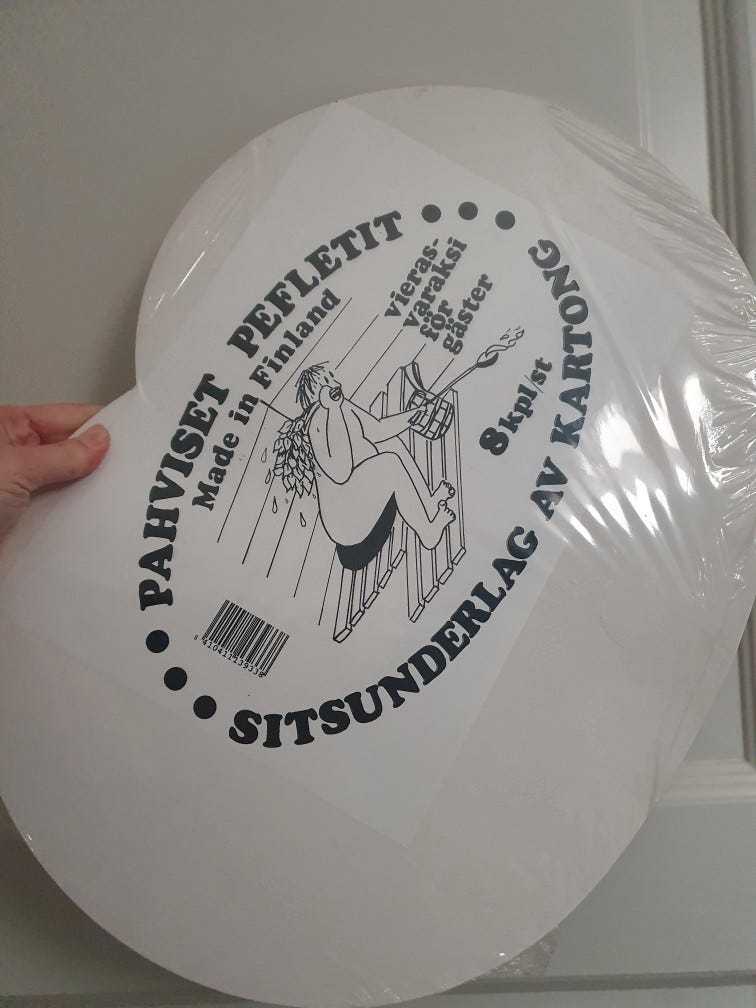 PAHVISET PEFLETIT
Made in Finland
vieras-
varaksi
för
gäster
8 kpl/st
SITSUNDERLAG AV KARTONG